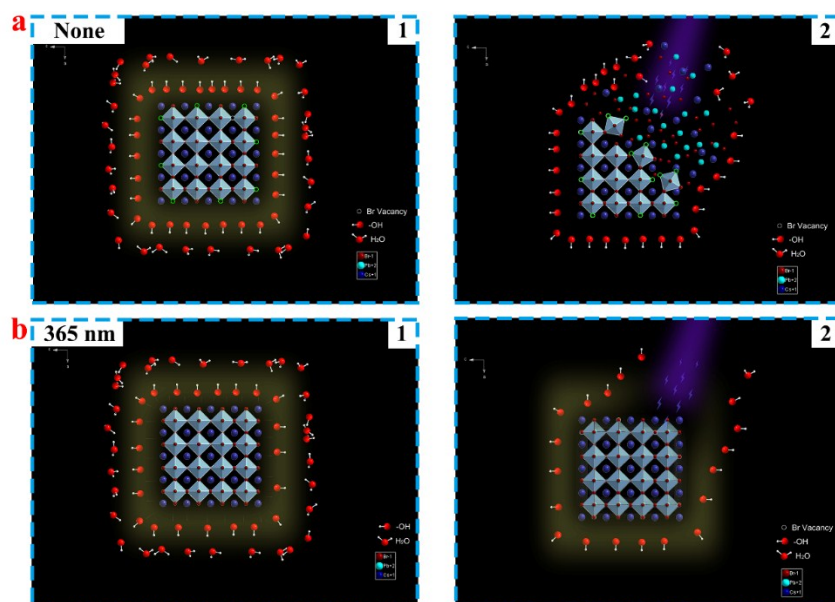 a
None
1
2
Br Vacancy
-OH
H2O
Br-1
Pb+2
Cs+1
Br Vacancy
-OH
H2O
Br-1
Pb+2
Cs+1
b
365 nm
1
2
Br Vacancy
-OH
H2O
Br-1
Pb+2
Cs+1
-OH
H2O
Br-1
Pb+2
Cs+1